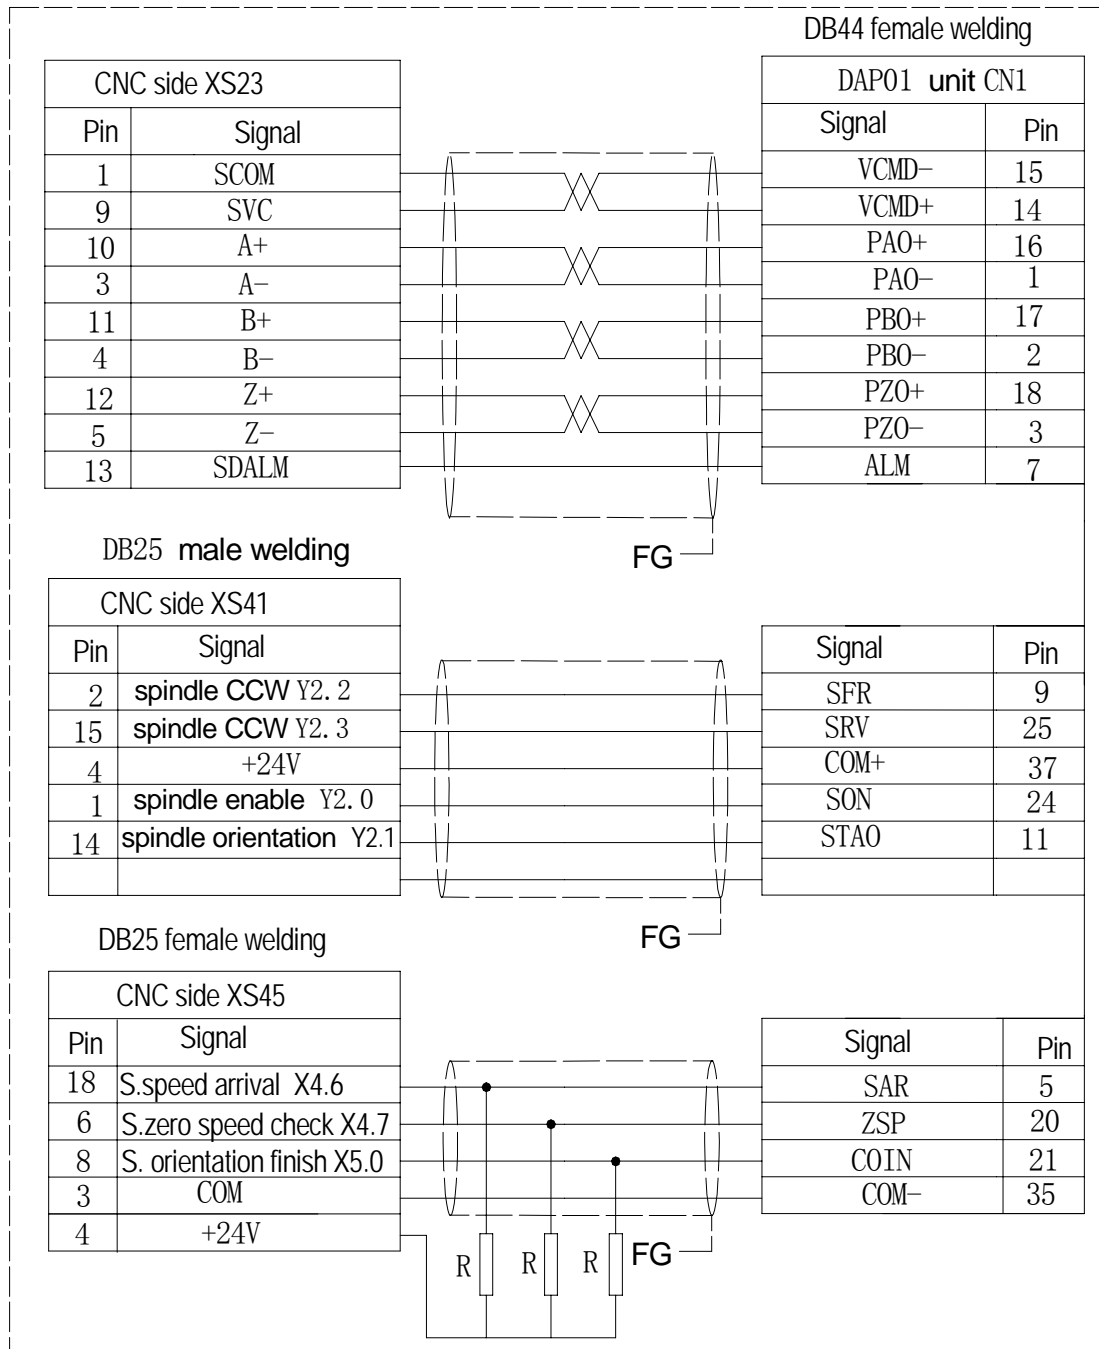 DB44 female welding
CNC side XS23
DAP01 unit CN1
Pin Signal
Signal Pin
1 SCOM VCMD- 15
9 SVC VCMD+ 14
10 A+ PAO+ 16
3 A- PAO- 1
11 B+ PBO+ 17
4 B- PBO- 2
12 Z+ PZO+ 18
5 Z- PZO- 3
13 SDALM ALM 7
DB25 male welding
FG
CNC side XS41
Pin Signal
Signal Pin
2 spindle CCW Y2.2 SFR 9
15 spindle CCW Y2.3 SRV 25
4 +24V COM+ 37
1 spindle enable Y2.0 SON 24
14 spindle orientation Y2.1 STAO 11
DB25 female welding
FG
CNC side XS45
Pin Signal
Signal Pin
18 S.speed arrival X4.6 SAR 5
6 S.zero speed check X4.7 ZSP 20
8 S. orientation finish X5.0 COIN 21
3 COM COM- 35
4 +24V
R R R FG